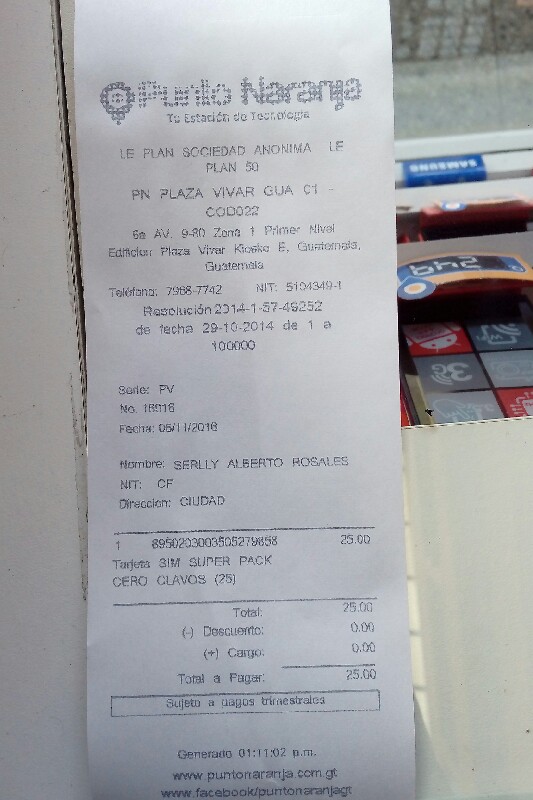 Punto Naranja
Tu Estación de Tecnología
LE PLAN SOCIEDAD ANONIMA LE
PLAN 50
PN PLAZA VIVAR GUA 01 -
COD022
6a AV. 9-80 Zona 1 Primer Nivel
Edificion Plaza Vivar Kiosko E, Guatemala,
Guatemala
Teléfono: 7968-7742 NIT: 5104349-1
Resolución 2014-1-57-49252
de fecha 29-10-2014 de 1 a
100000
Serie: PV
No. 16916
Fecha: 05/11/2016
Nombre: SERLLY ALBERTO ROSALES
NIT: CF
Direccion: CIUDAD
1 8950203003505279858 25.00
Tarjeta SIM SUPER PACK
CERO CLAVOS (25)
Total: 25.00
(-) Descuento: 0.00
(+) Cargo: 0.00
Total a Pagar: 25.00
Sujeto a pagos trimestrales
Generado 01:11:02 p.m.
www.puntonaranja.com.gt
www.facebook/puntonaranjagt
SAMSUNG
3G